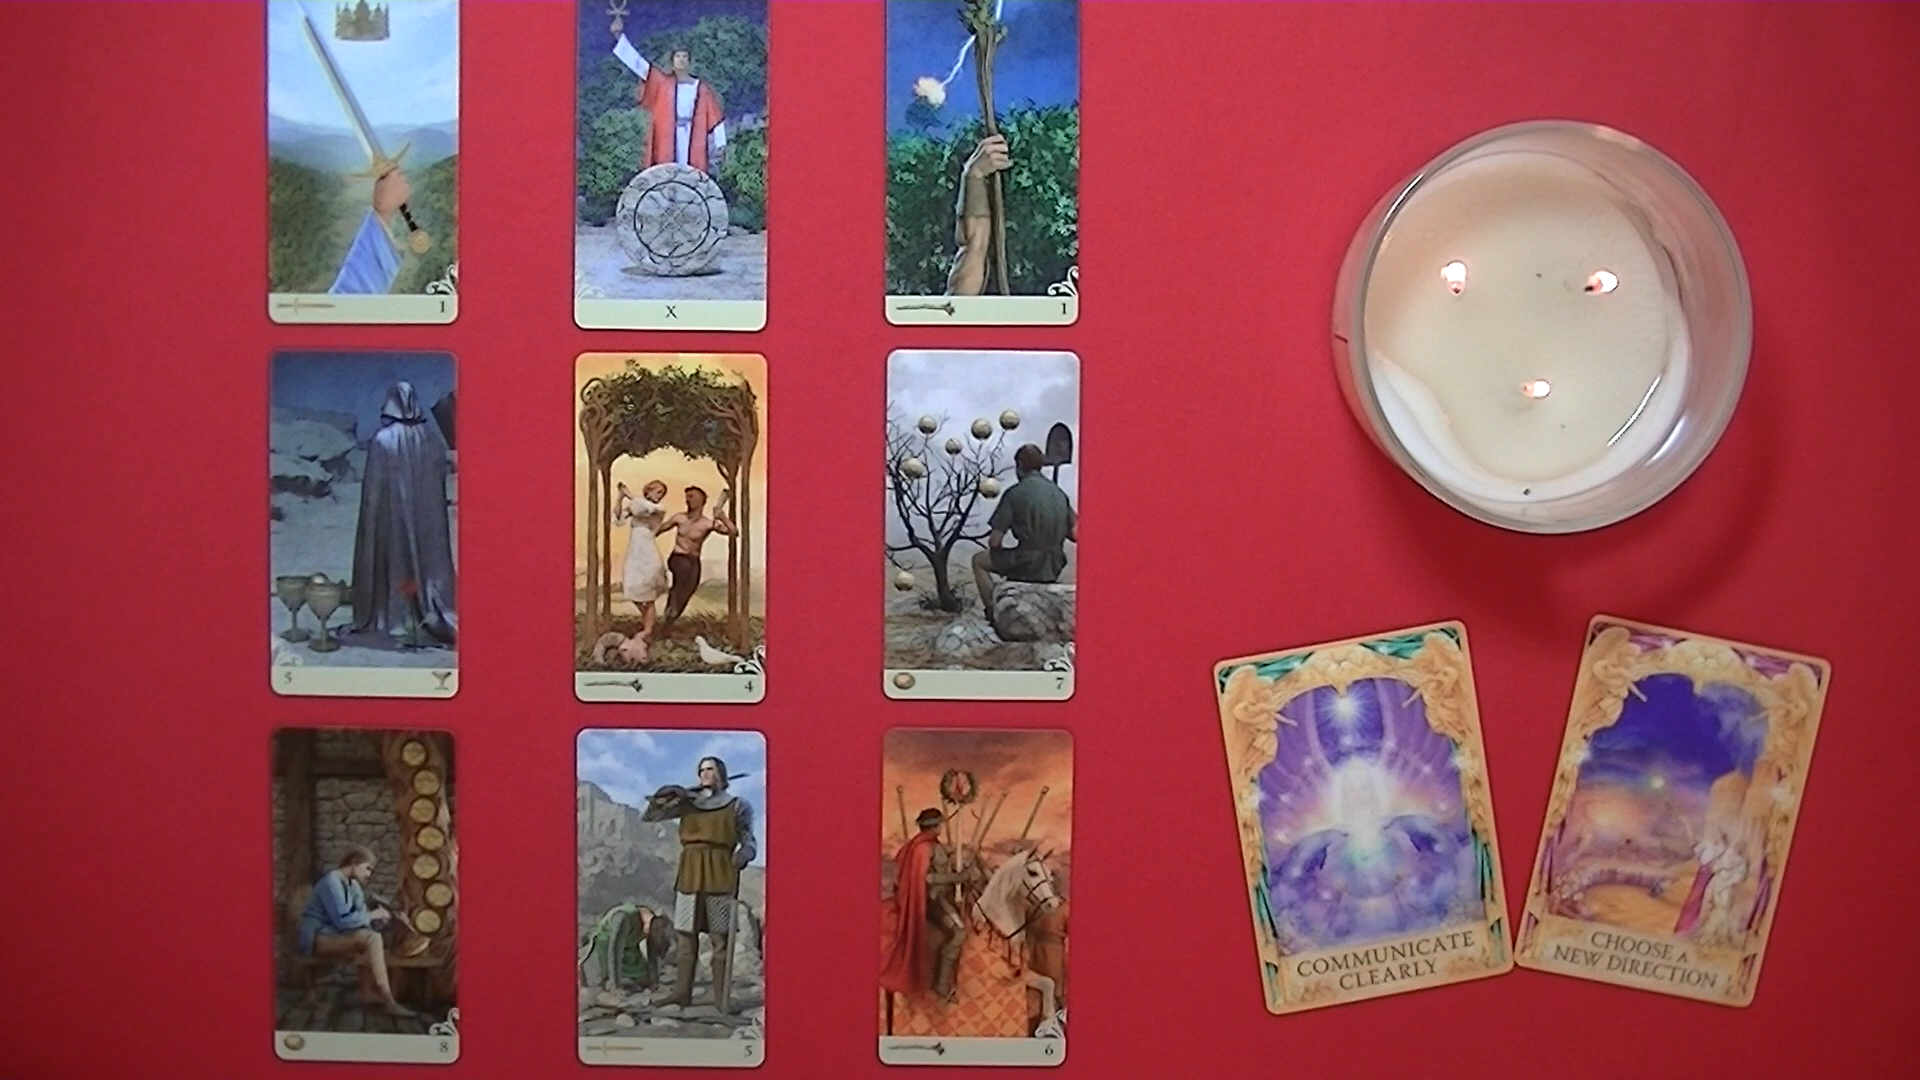 I
X
I
5
4
7
8
5
6
COMMUNICATE
CLEARLY
CHOOSE A
NEW DIRECTION